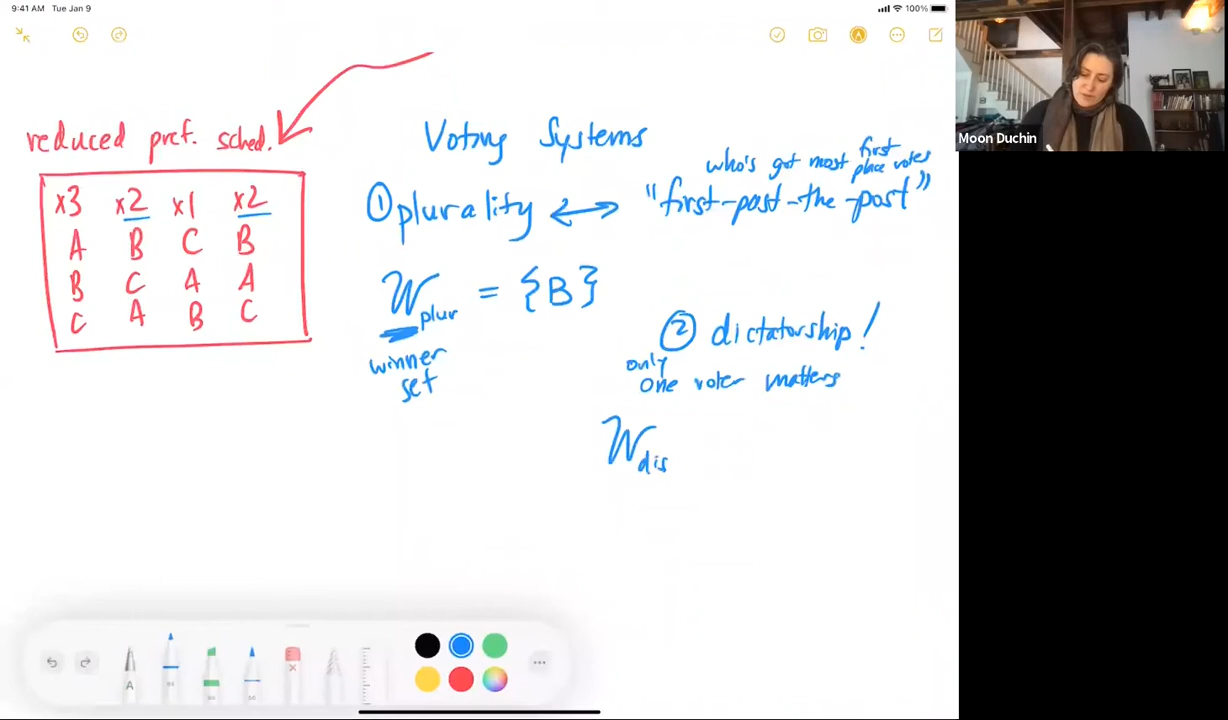 9:41 AM Tue Jan 9
100%
Moon Duchin
reduced pref. sched.
x3 x2 x1 x2
A B C B
B C A A
C A B C
Voting Systems
① plurality ⟷ "first-past-the-post"
who's got most first place votes
W plur = {B}
winner
set
② dictatorship!
only
one voter matters
W dis
A